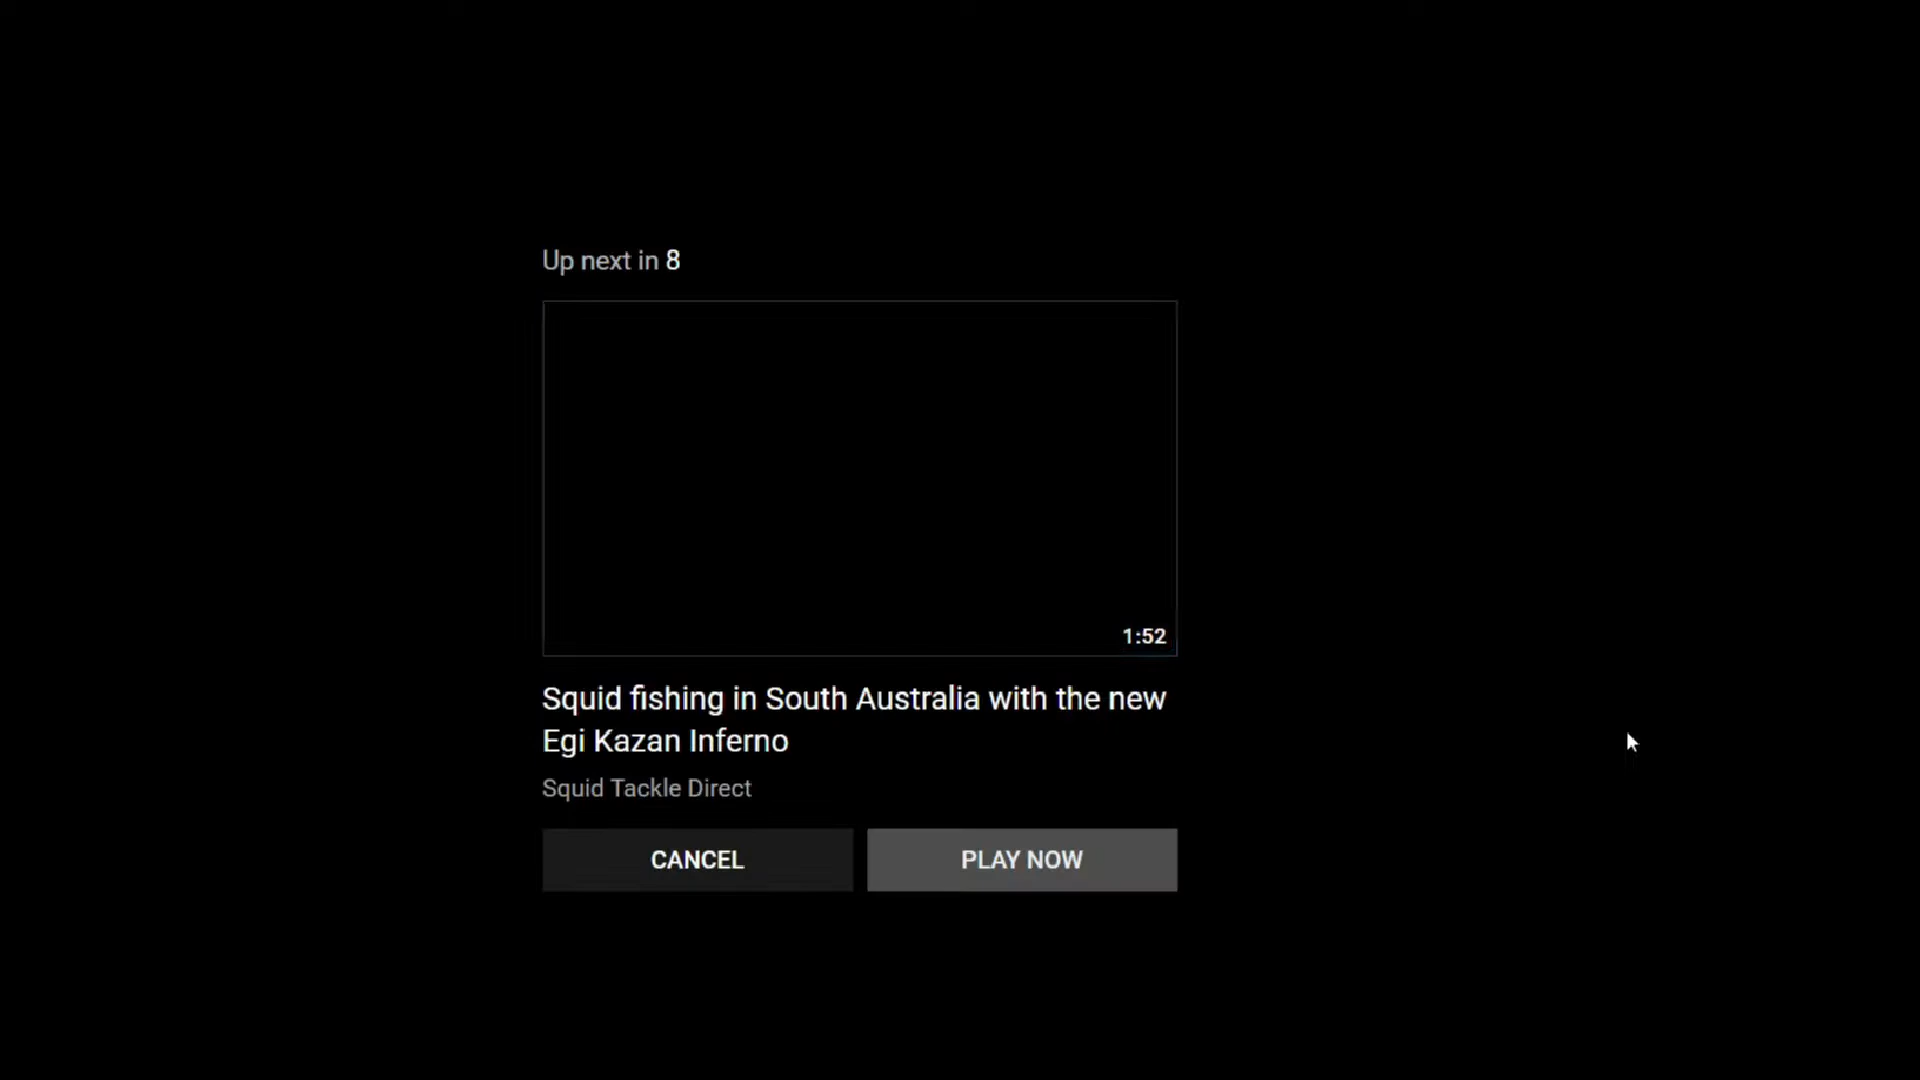 Up next in 8
1:52
Squid fishing in South Australia with the new
Egi Kazan Inferno
Squid Tackle Direct
CANCEL
PLAY NOW